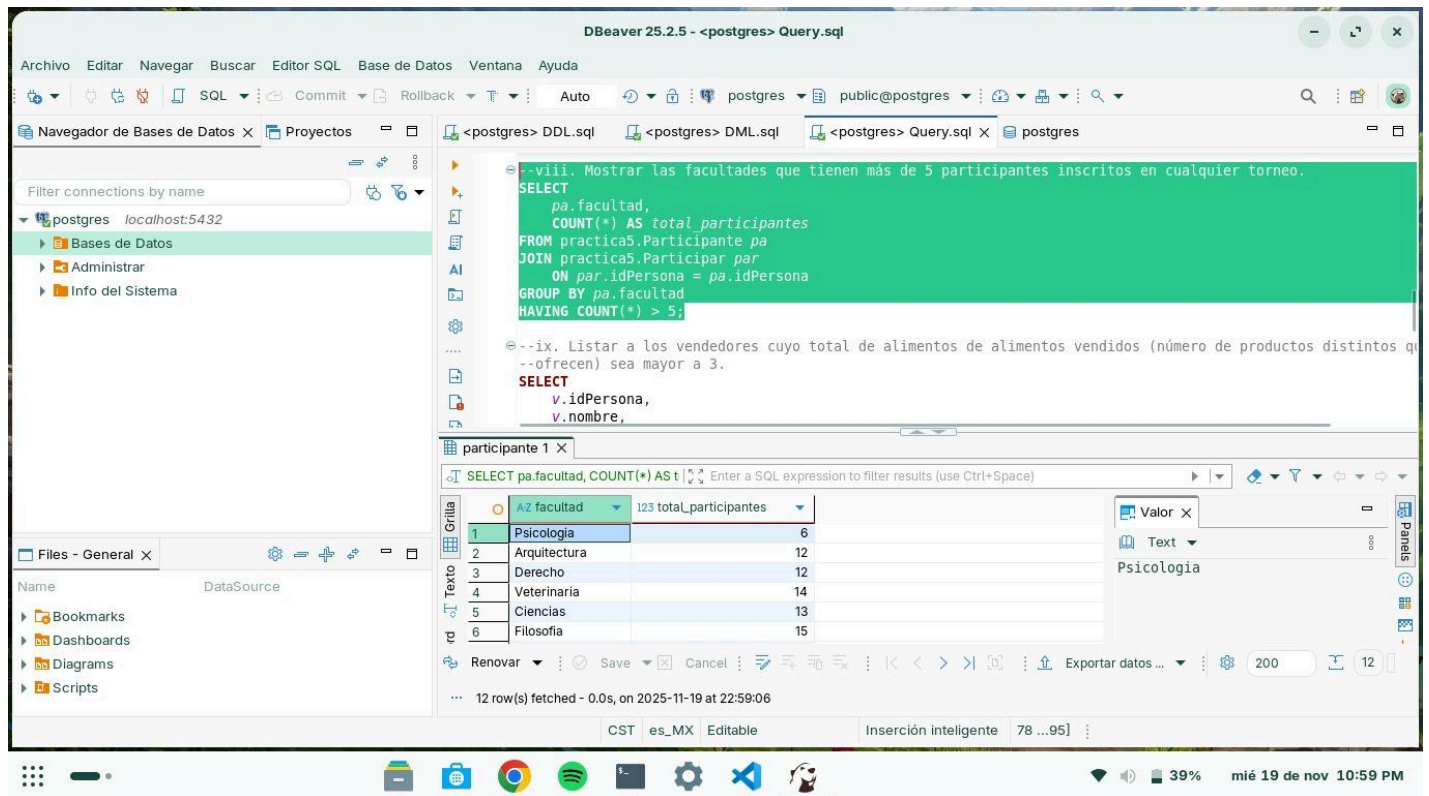 DBeaver 25.2.5 - <postgres> Query.sql
Archivo Editar Navegar Buscar Editor SQL Base de Datos Ventana Ayuda
SQL Commit Rollback T Auto postgres public@postgres
Navegador de Bases de Datos Proyectos
<postgres> DDL.sql <postgres> DML.sql <postgres> Query.sql postgres
Filter connections by name
postgres localhost:5432
Bases de Datos
Administrar
Info del Sistema
--viii. Mostrar las facultades que tienen más de 5 participantes inscritos en cualquier torneo.
SELECT
pa.facultad,
COUNT(*) AS total_participantes
FROM practica5.Participante pa
JOIN practica5.Participar par
ON par.idPersona = pa.idPersona
GROUP BY pa.facultad
HAVING COUNT(*) > 5;
--ix. Listar a los vendedores cuyo total de alimentos de alimentos vendidos (número de productos distintos qu
--ofrecen) sea mayor a 3.
SELECT
v.idPersona,
v.nombre,
AI
participante 1
SELECT pa.facultad, COUNT(*) AS t Enter a SQL expression to filter results (use Ctrl+Space)
Grilla
Texto
rd
A-Z facultad 123 total_participantes
1 Psicologia 6
2 Arquitectura 12
3 Derecho 12
4 Veterinaria 14
5 Ciencias 13
6 Filosofia 15
Valor
Text
Psicologia
Panels
Renovar Save Cancel Exportar datos ... 200 12
12 row(s) fetched - 0.0s, on 2025-11-19 at 22:59:06
Files - General
Name DataSource
Bookmarks
Dashboards
Diagrams
Scripts
CST es_MX Editable Inserción inteligente 78 ...95]
39% mié 19 de nov 10:59 PM